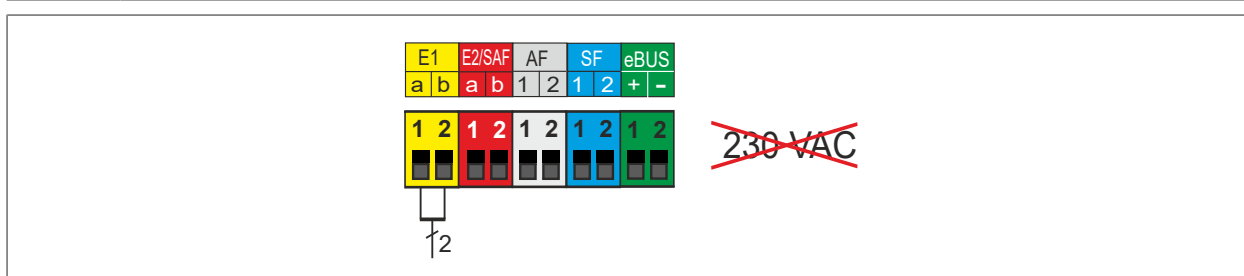 E1 E2/SAF AF SF eBUS
a b a b 1 2 1 2 + -
1 2 1 2 1 2 1 2 1 2
230 VAC
2